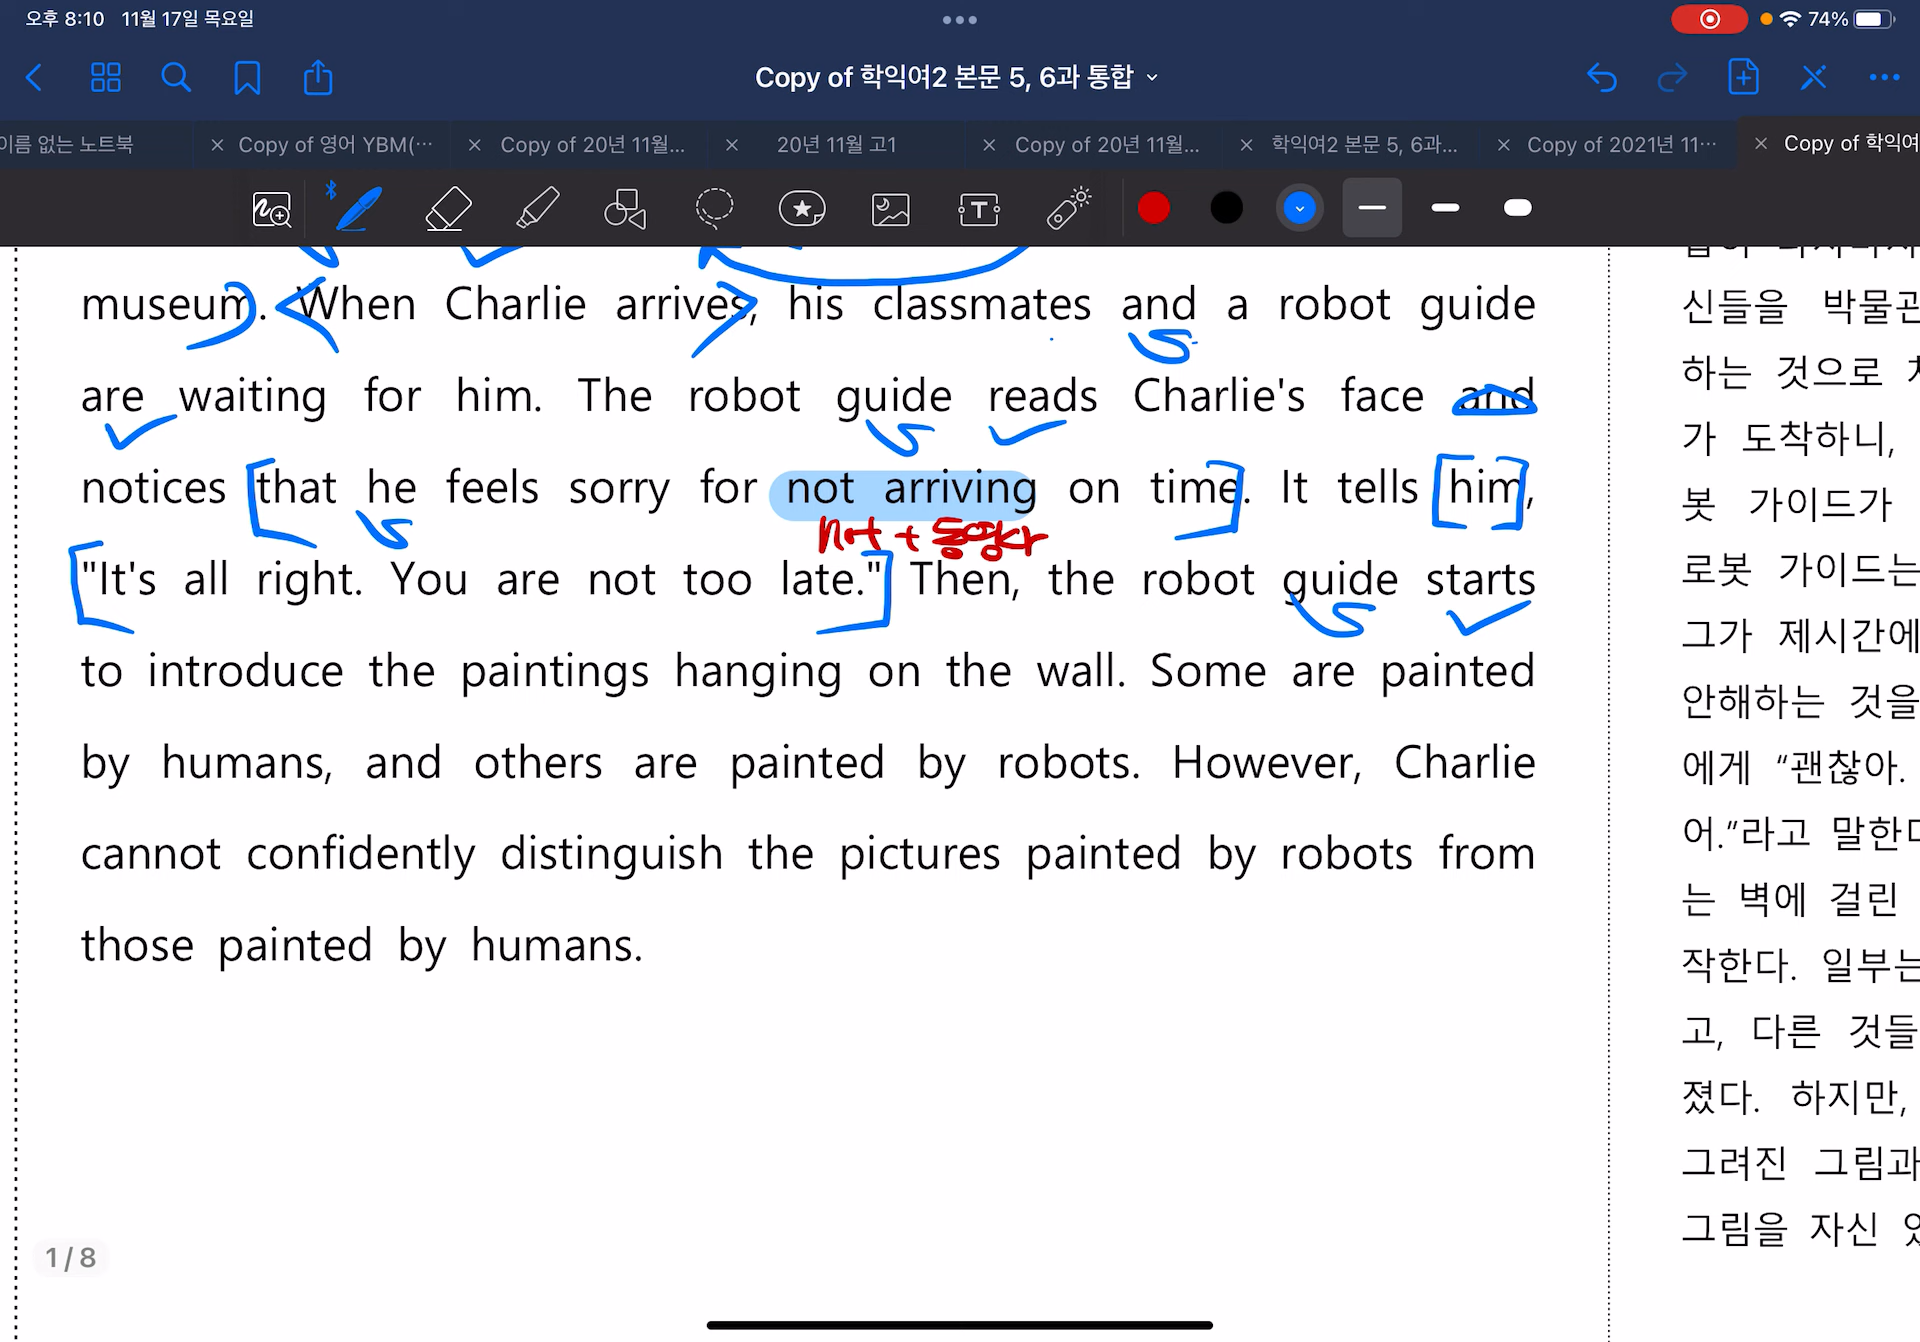 오후 8:10 11월 17일 목요일
74%
Copy of 학익여2 본문 5, 6과 통합
이름 없는 노트북
Copy of 영어 YBM(…
Copy of 20년 11월...
20년 11월 고1
Copy of 20년 11월...
학익여2 본문 5, 6과...
Copy of 2021년 11…
Copy of 학익여
museum. When Charlie arrives, his classmates and a robot guide
are waiting for him. The robot guide reads Charlie's face and
notices that he feels sorry for not arriving on time. It tells him,
not + 동명사
"It's all right. You are not too late." Then, the robot guide starts
to introduce the paintings hanging on the wall. Some are painted
by humans, and others are painted by robots. However, Charlie
cannot confidently distinguish the pictures painted by robots from
those painted by humans.
신들을 박물관
하는 것으로
가 도착하니,
봇 가이드가
로봇 가이드는
그가 제시간에
안해하는 것을
에게 “괜찮아.
어.”라고 말한다
는 벽에 걸린
작한다. 일부는
고, 다른 것들
졌다. 하지만,
그려진 그림과
그림을 자신
1 / 8